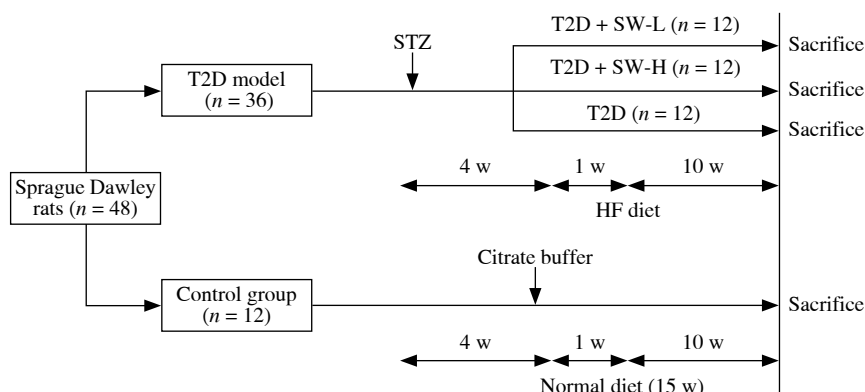 STZ
T2D + SW-L (n = 12)
Sacrifice
T2D model
(n = 36)
T2D + SW-H (n = 12)
Sacrifice
T2D (n = 12)
Sacrifice
Sprague Dawley
rats (n = 48)
4 w
1 w
10 w
HF diet
Citrate buffer
Control group
(n = 12)
Sacrifice
4 w
1 w
10 w
Normal diet (15 w)